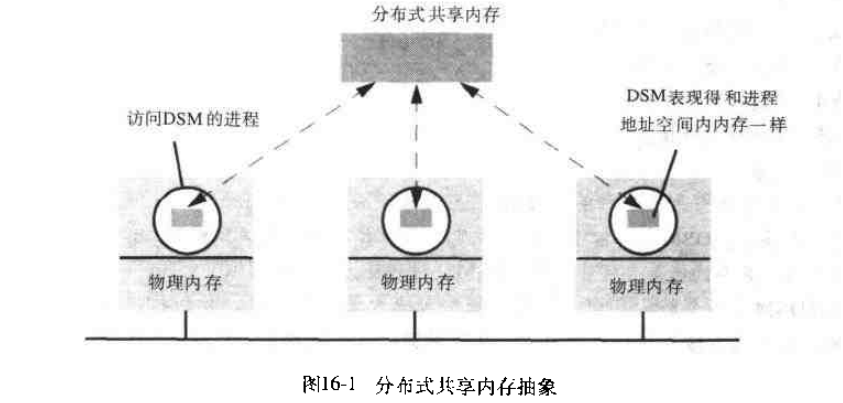 分布式共享内存
访问DSM的进程
DSM表现得和进程
地址空间内内存一样
物理内存
物理内存
物理内存
图16-1 分布式共享内存抽象